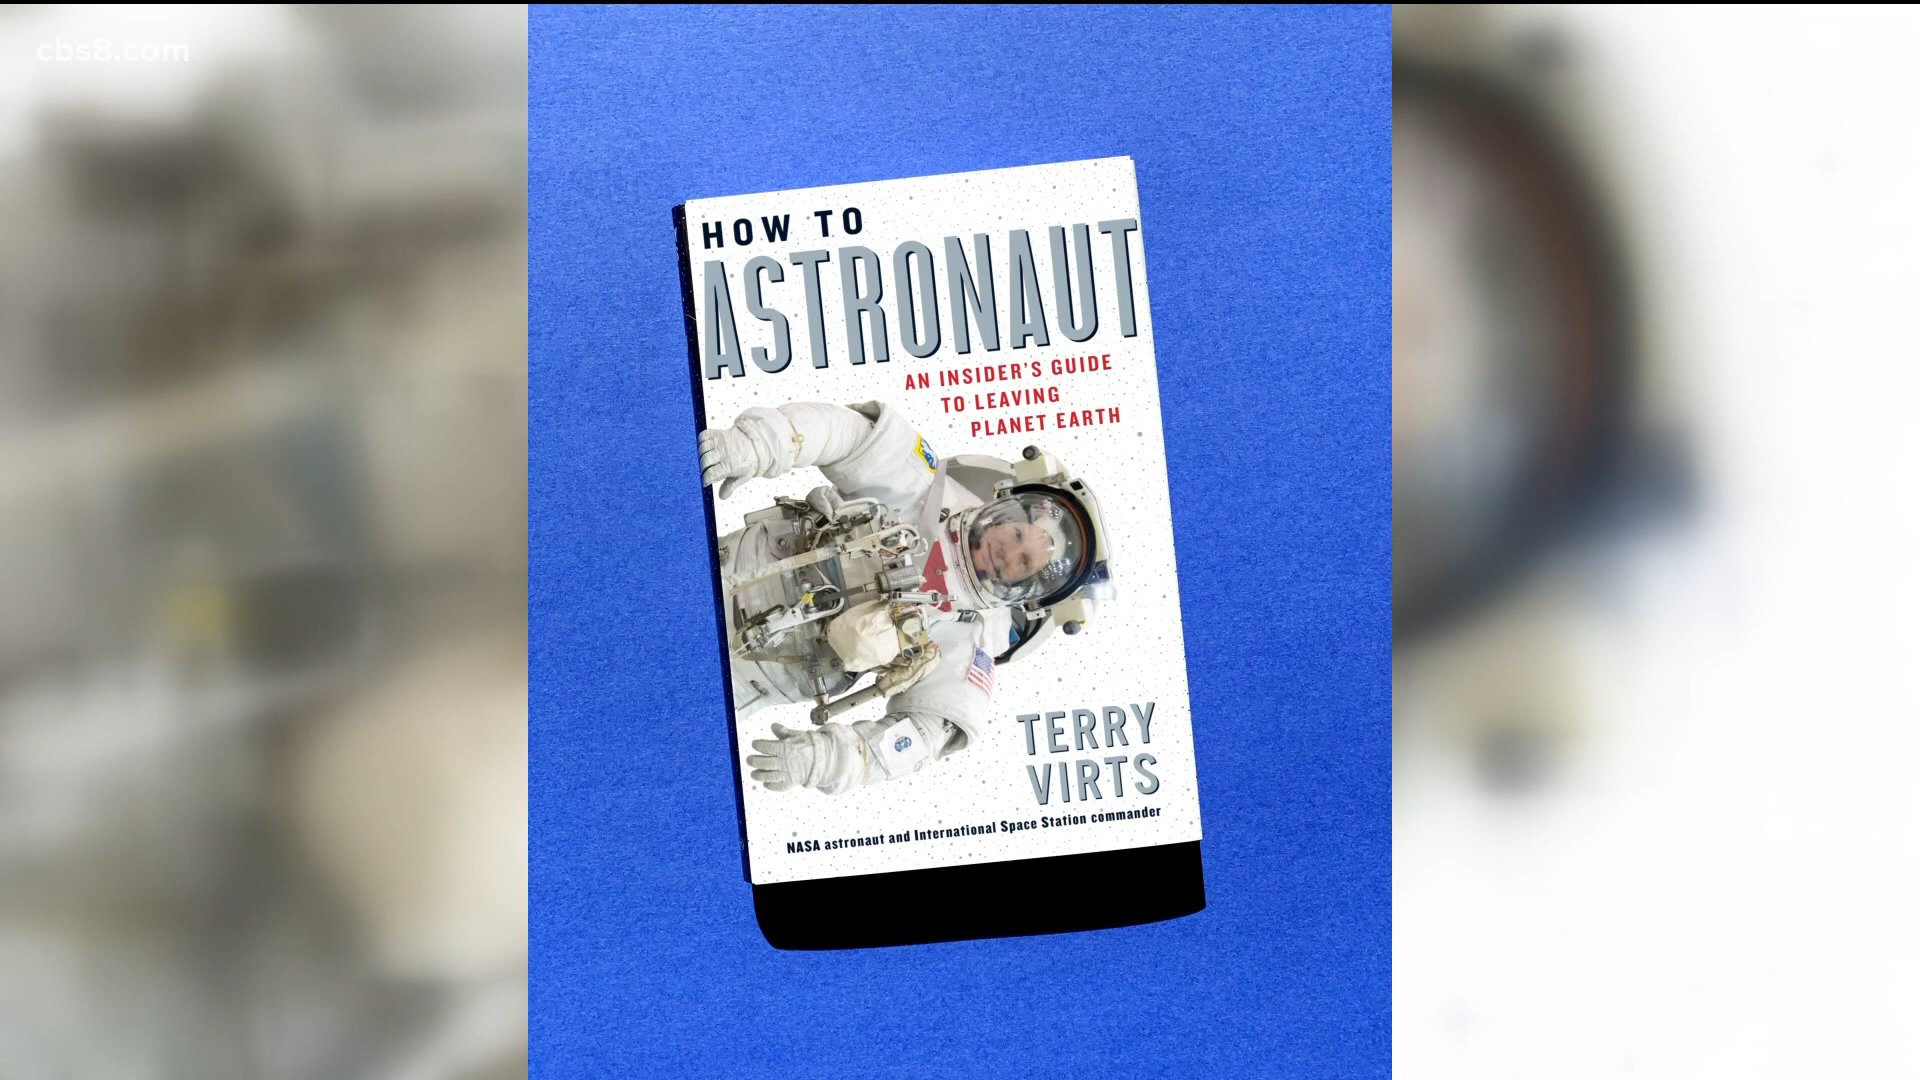 cbs8.com
HOW TO
ASTRONAUT
AN INSIDER'S GUIDE
TO LEAVING
PLANET EARTH
TERRY
VIRTS
NASA astronaut and International Space Station commander